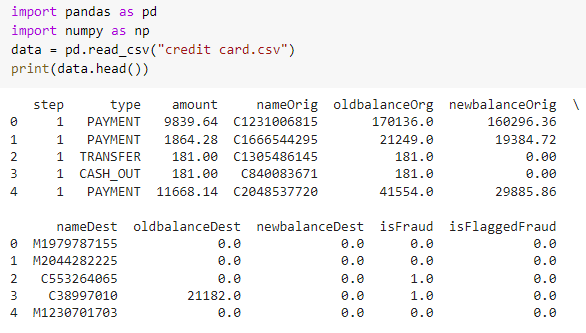 import pandas as pd
import numpy as np
data = pd.read_csv("credit card.csv")
print(data.head())
   step      type    amount     nameOrig  oldbalanceOrg  newbalanceOrig  \
0     1   PAYMENT   9839.64  C1231006815       170136.0       160296.36
1     1   PAYMENT   1864.28  C1666544295        21249.0        19384.72
2     1  TRANSFER    181.00  C1305486145          181.0            0.00
3     1  CASH_OUT    181.00   C840083671          181.0            0.00
4     1   PAYMENT  11668.14  C2048537720        41554.0        29885.86
      nameDest  oldbalanceDest  newbalanceDest  isFraud  isFlaggedFraud
0  M1979787155             0.0             0.0      0.0             0.0
1  M2044282225             0.0             0.0      0.0             0.0
2   C553264065             0.0             0.0      1.0             0.0
3    C38997010         21182.0             0.0      1.0             0.0
4  M1230701703             0.0             0.0      0.0             0.0